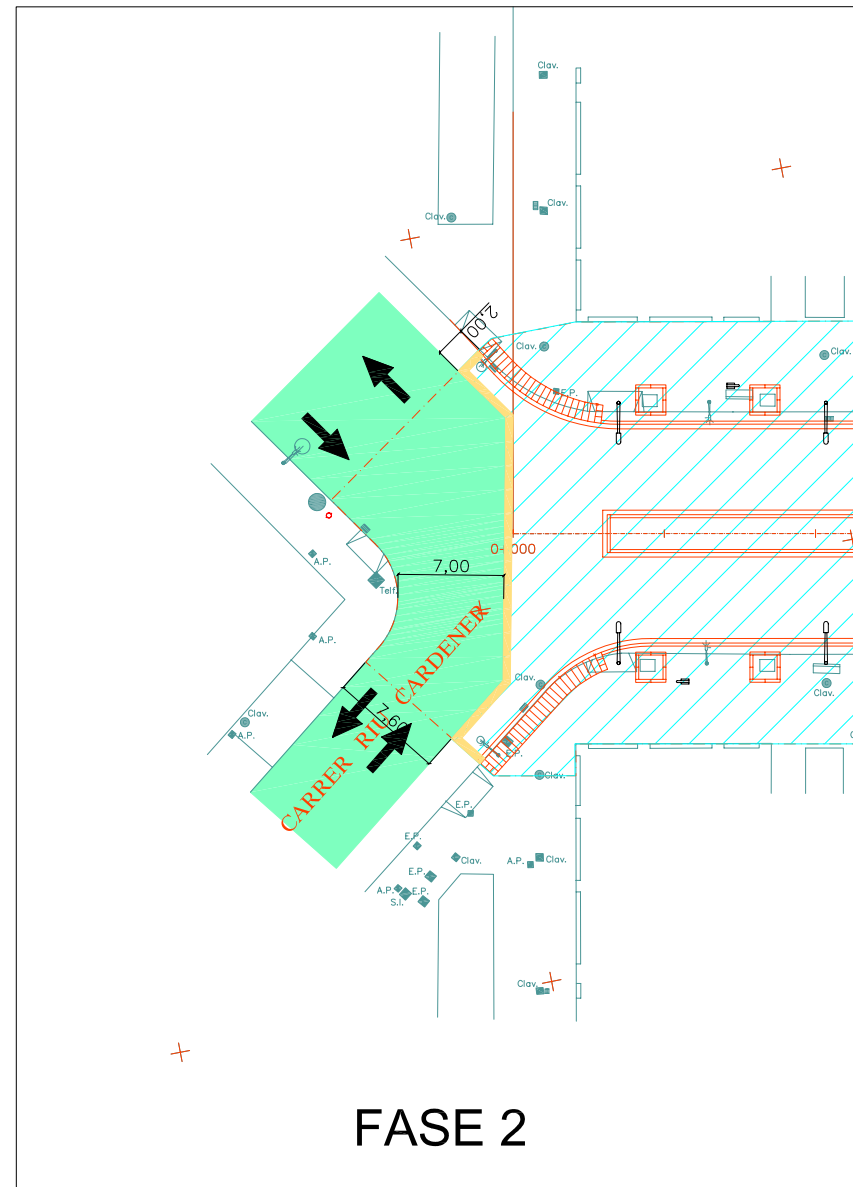 Clav.
Clav.
Clav.
2,00
Clav.
Clav.
E.P.
0+000
7,00
A.P.
Telf.
A.P.
CARRER RIU CARDENER
7,60
Clav.
Clav.
Clav.
A.P.
E.P.
Clav.
E.P.
E.P.
Clav.
A.P.
Clav.
E.P.
A.P.
E.P.
S.I.
Clav.
FASE 2